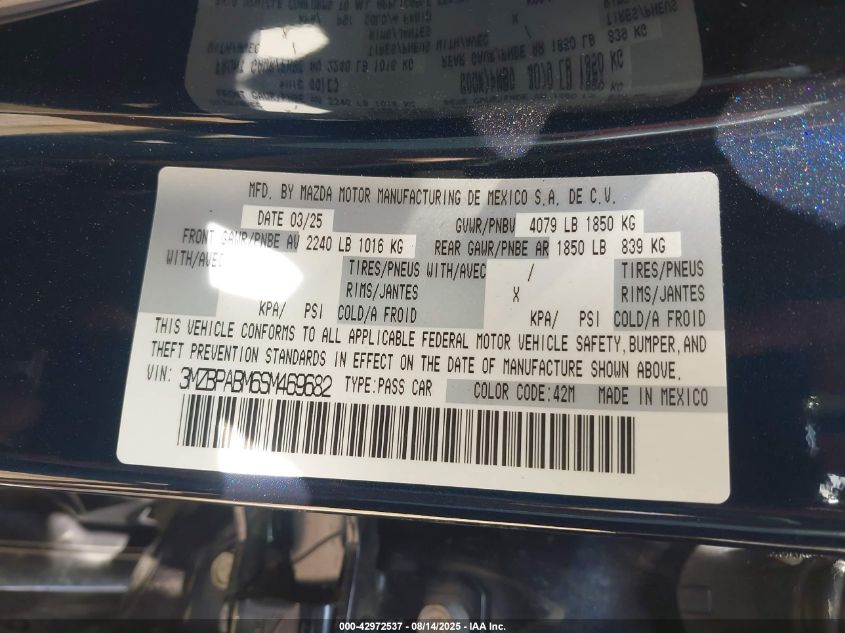 MFD. BY MAZDA MOTOR MANUFACTURING DE MEXICO S.A. DE C.V.
DATE 03/25 GVWR/PNBV 4079 LB 1850 KG
FRONT GAWR/PNBE AV 2240 LB 1016 KG REAR GAWR/PNBE AR 1850 LB 839 KG
WITH/AVEC TIRES/PNEUS WITH/AVEC / TIRES/PNEUS
RIMS/JANTES X RIMS/JANTES
KPA/ PSI COLD/A FROID KPA/ PSI COLD/A FROID
THIS VEHICLE CONFORMS TO ALL APPLICABLE FEDERAL MOTOR VEHICLE SAFETY, BUMPER, AND
THEFT PREVENTION STANDARDS IN EFFECT ON THE DATE OF MANUFACTURE SHOWN ABOVE.
VIN: 3MZBPABM6SM469682 TYPE:PASS CAR COLOR CODE:42M MADE IN MEXICO
000-42972537 - 08/14/2025 - IAA Inc.